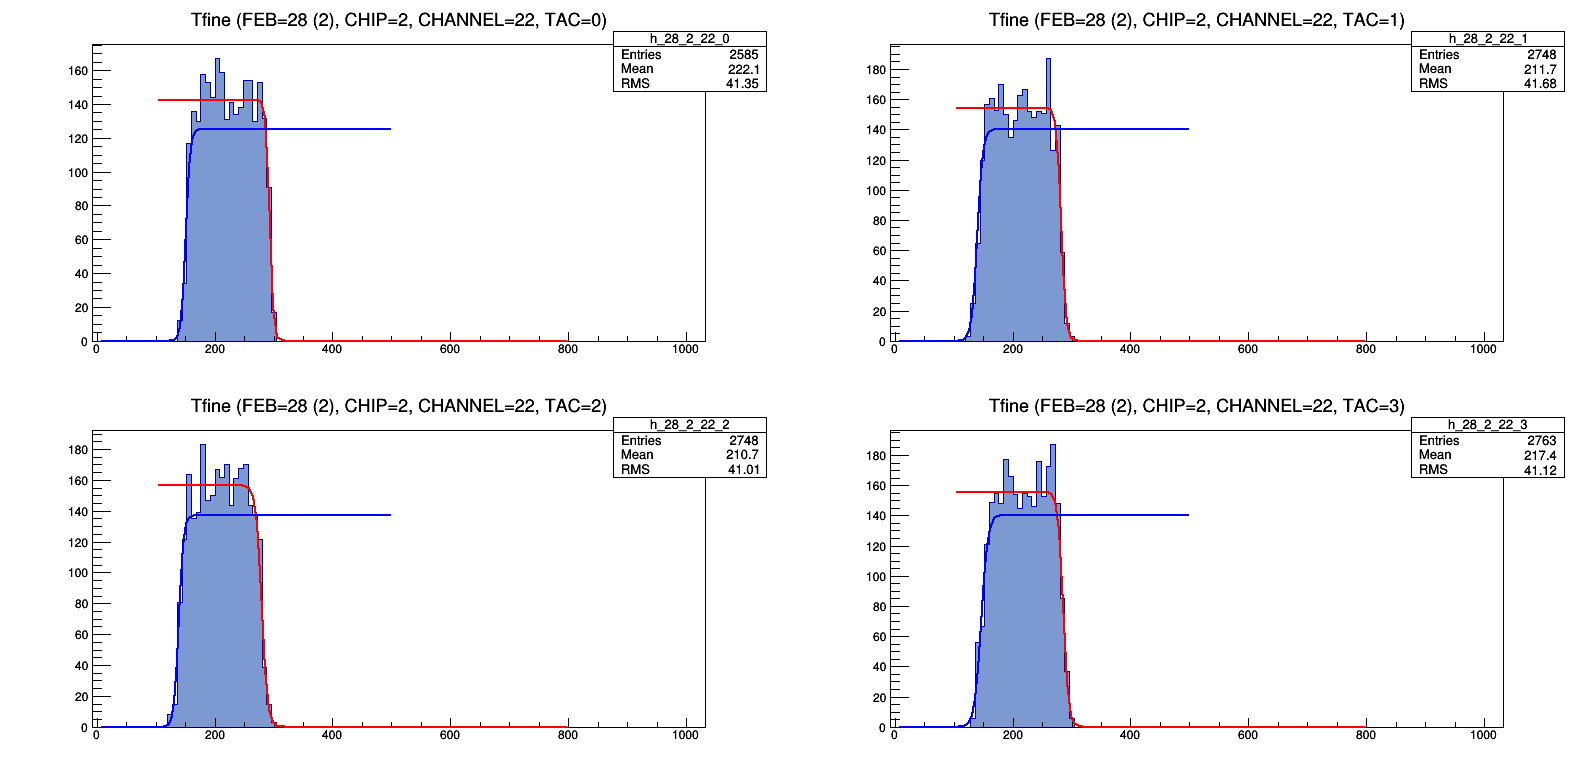 Tfine (FEB=28 (2), CHIP=2, CHANNEL=22, TAC=0)
h_28_2_22_0
Entries 2585
Mean 222.1
RMS 41.35
160
140
120
100
80
60
40
20
0
0 200 400 600 800 1000
Tfine (FEB=28 (2), CHIP=2, CHANNEL=22, TAC=1)
h_28_2_22_1
Entries 2748
Mean 211.7
RMS 41.68
180
160
140
120
100
80
60
40
20
0
0 200 400 600 800 1000
Tfine (FEB=28 (2), CHIP=2, CHANNEL=22, TAC=2)
h_28_2_22_2
Entries 2748
Mean 210.7
RMS 41.01
180
160
140
120
100
80
60
40
20
0
0 200 400 600 800 1000
Tfine (FEB=28 (2), CHIP=2, CHANNEL=22, TAC=3)
h_28_2_22_3
Entries 2763
Mean 217.4
RMS 41.12
180
160
140
120
100
80
60
40
20
0
0 200 400 600 800 1000